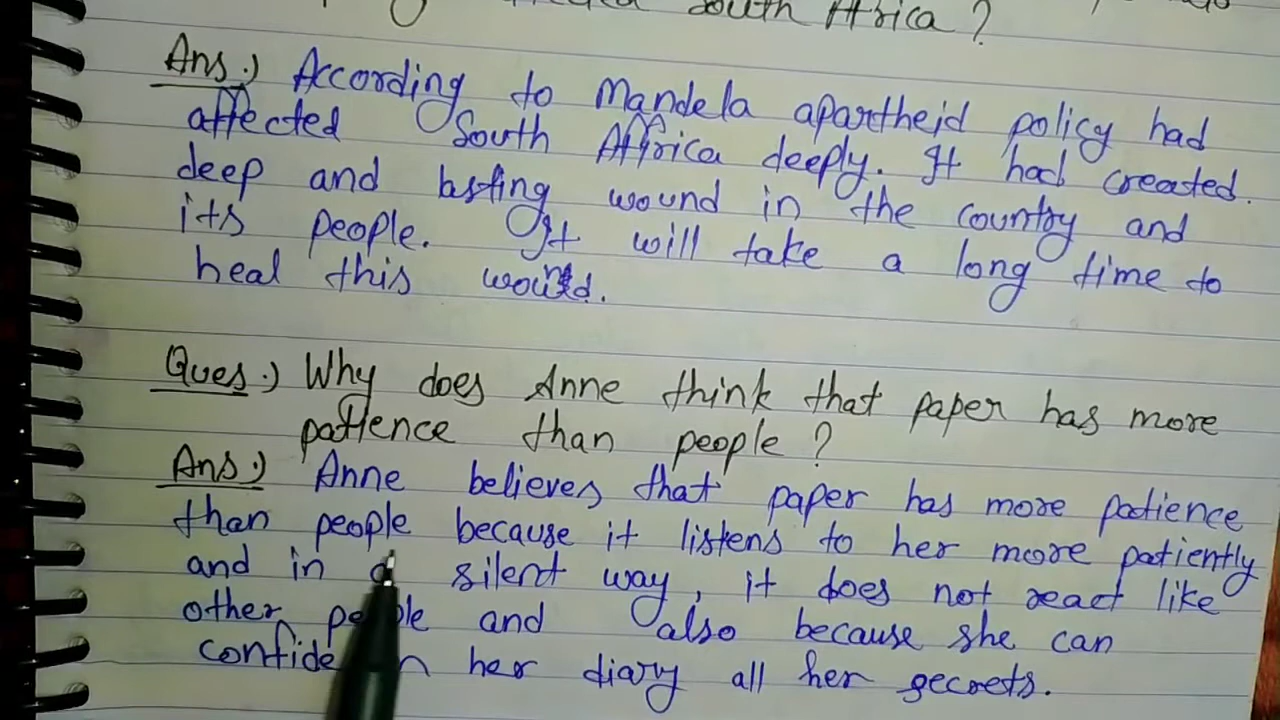 South Africa?
Ans.) According to Mandela apartheid policy had
affected South Africa deeply. It had created.
deep and lasting wound in the country and
its people. It will take a long time to
heal this wound.
Ques.) Why does Anne think that paper has more
patience than people?
Ans.) Anne believes that paper has more patience
than people because it listens to her more patiently
and in a silent way, it does not react like
other people and also because she can
confide in her diary all her secrets.